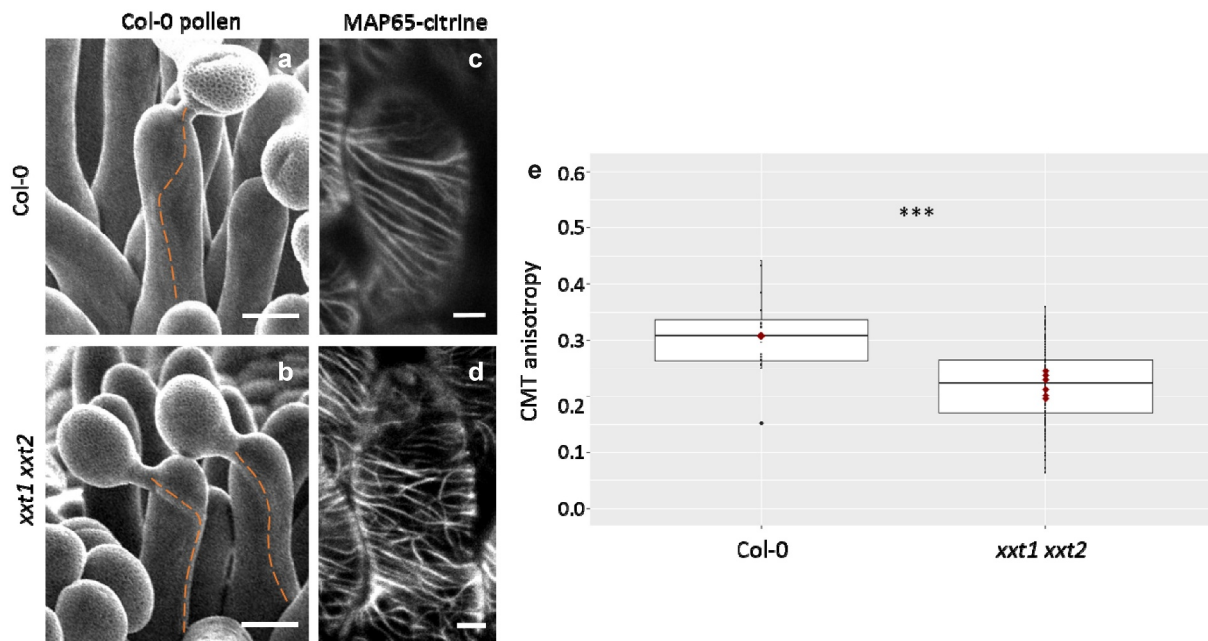 Col-0 pollen
MAP65-citrine
Col-0
a
c
xxt1 xxt2
b
d
e
***
CMT anisotropy
0.6
0.5
0.4
0.3
0.2
0.1
0.0
Col-0
xxt1 xxt2